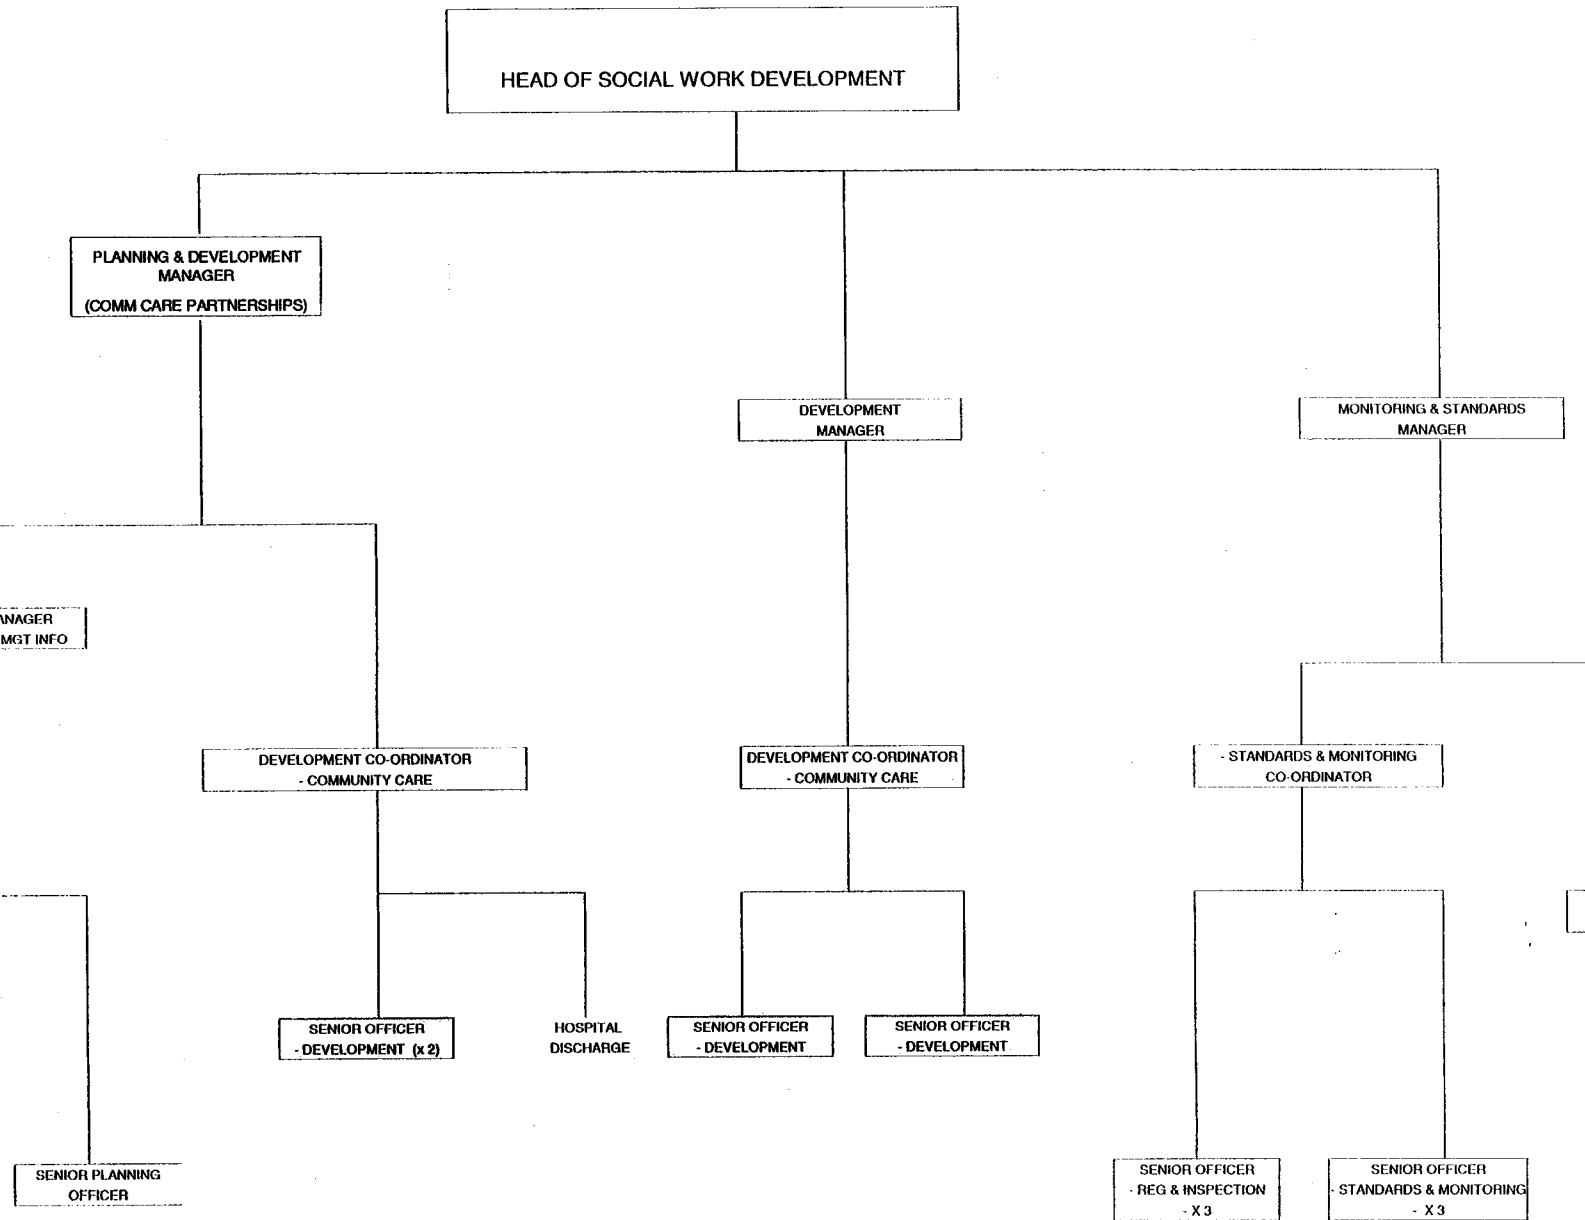 HEAD OF SOCIAL WORK DEVELOPMENT
PLANNING & DEVELOPMENT
MANAGER
(COMM CARE PARTNERSHIPS)
DEVELOPMENT
MANAGER
MONITORING & STANDARDS
MANAGER
ANAGER
MGT INFO
DEVELOPMENT CO-ORDINATOR
- COMMUNITY CARE
DEVELOPMENT CO-ORDINATOR
- COMMUNITY CARE
- STANDARDS & MONITORING
CO-ORDINATOR
SENIOR OFFICER
- DEVELOPMENT (x 2)
HOSPITAL
DISCHARGE
SENIOR OFFICER
- DEVELOPMENT
SENIOR OFFICER
- DEVELOPMENT
SENIOR PLANNING
OFFICER
SENIOR OFFICER
- REG & INSPECTION
- X 3
SENIOR OFFICER
- STANDARDS & MONITORING
- X 3